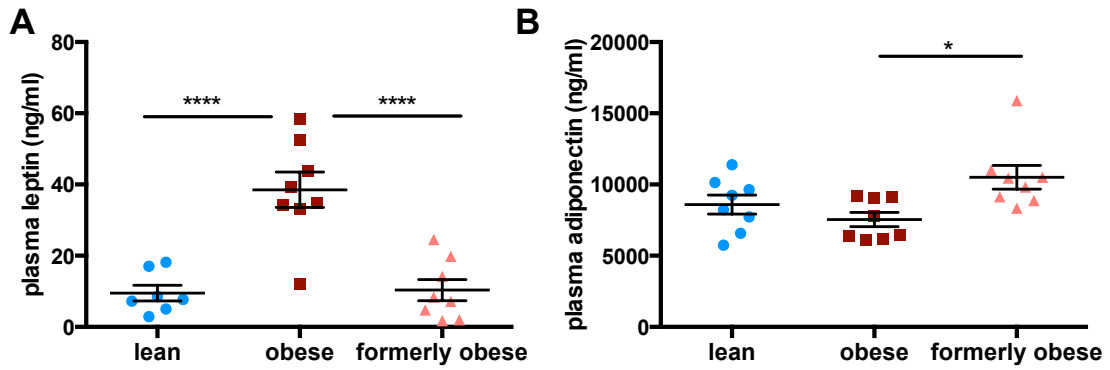 A
plasma leptin (ng/ml)
80
60
40
20
0
****
****
lean
obese
formerly obese
B
plasma adiponectin (ng/ml)
20000
15000
10000
5000
0
*
lean
obese
formerly obese